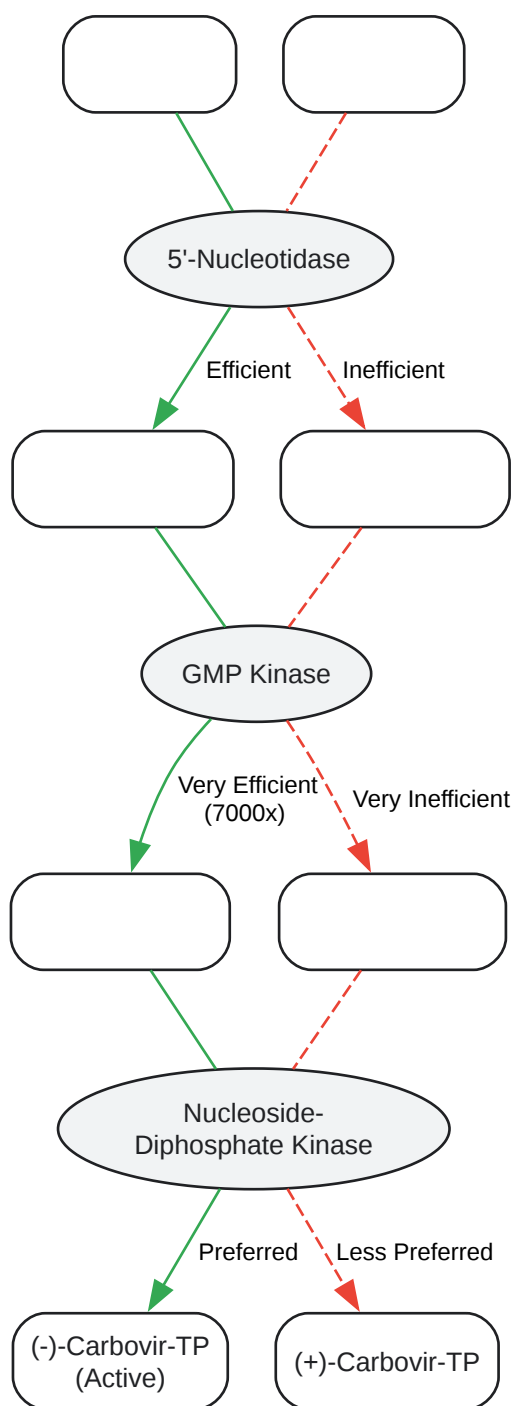 5'-Nucleotidase
Efficient
Inefficient
GMP Kinase
Very Efficient
(7000x)
Very Inefficient
Nucleoside-
Diphosphate Kinase
Preferred
Less Preferred
(-)-Carbovir-TP
(Active)
(+)-Carbovir-TP